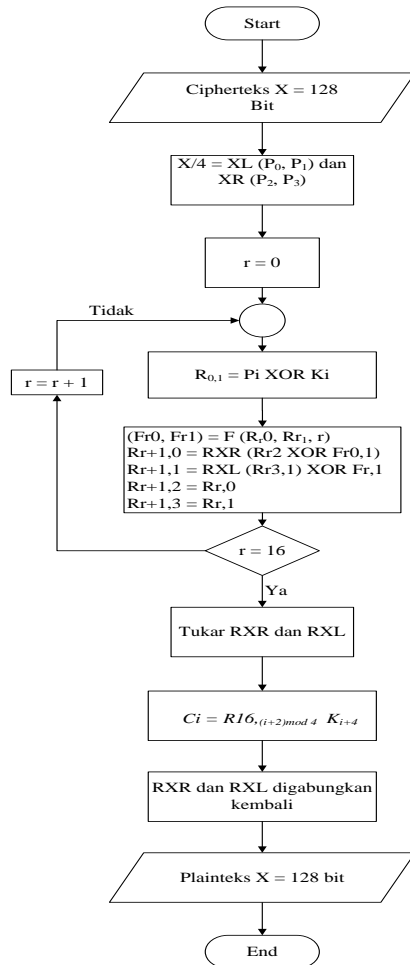 Start
Cipherteks X = 128
Bit
X/4 = XL (P₀, P₁) dan
XR (P₂, P₃)
r = 0
Tidak
r = r + 1
R₀,₁ = Pi XOR Ki
(Fr0, Fr1) = F (Rᵣ0, Rr₁, r)
Rr+1,0 = RXR (Rr2 XOR Fr0,1)
Rr+1,1 = RXL (Rr3,1) XOR Fr,1
Rr+1,2 = Rr,0
Rr+1,3 = Rr,1
r = 16
Ya
Tukar RXR dan RXL
Ci = R16,₍ᵢ₊₂₎mod 4 Kᵢ₊₄
RXR dan RXL digabungkan
kembali
Plainteks X = 128 bit
End